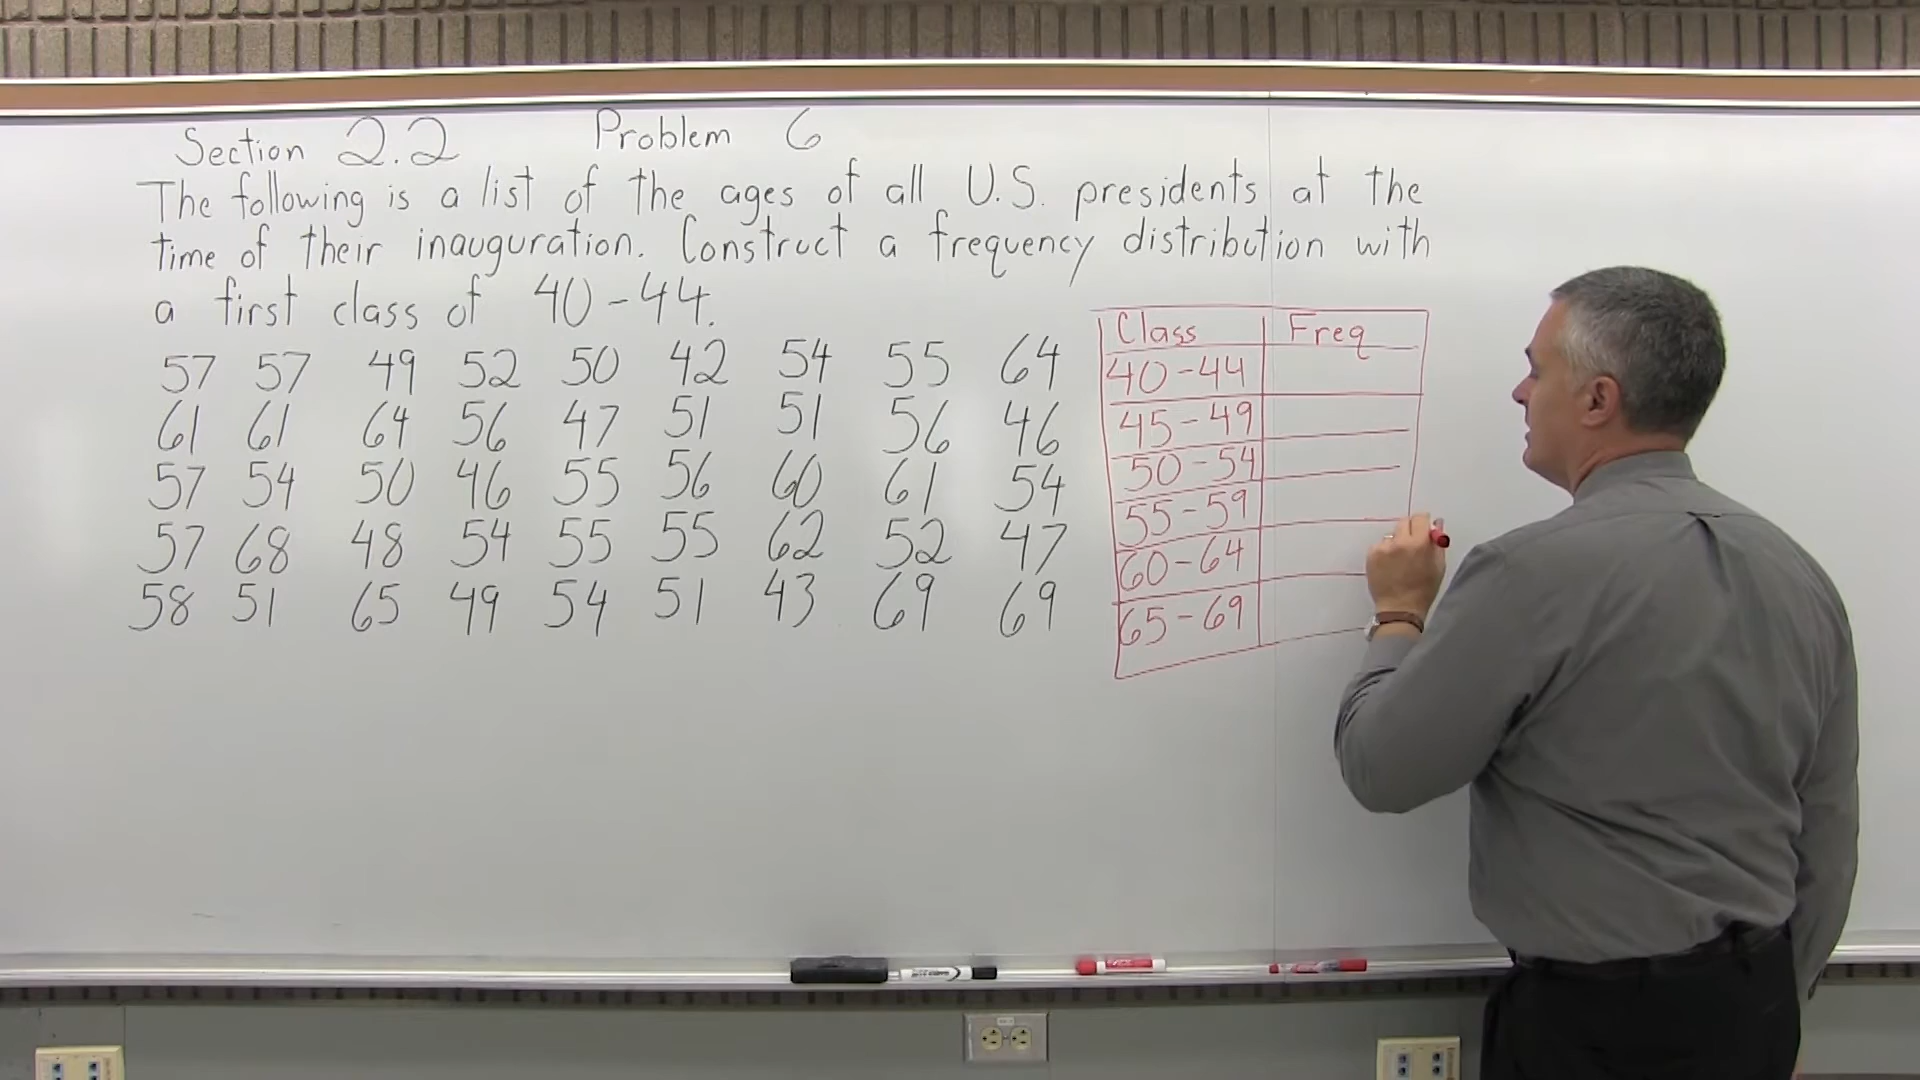 Section 2.2 Problem 6
The following is a list of the ages of all U.S. presidents at the
time of their inauguration. Construct a frequency distribution with
a first class of 40-44.
57 57 49 52 50 42 54 55 64
61 61 64 56 47 51 51 56 46
57 54 50 46 55 56 60 61 54
57 68 48 54 55 55 62 52 47
58 51 65 49 54 51 43 69 69
Class Freq
40-44
45-49
50-54
55-59
60-64
65-69